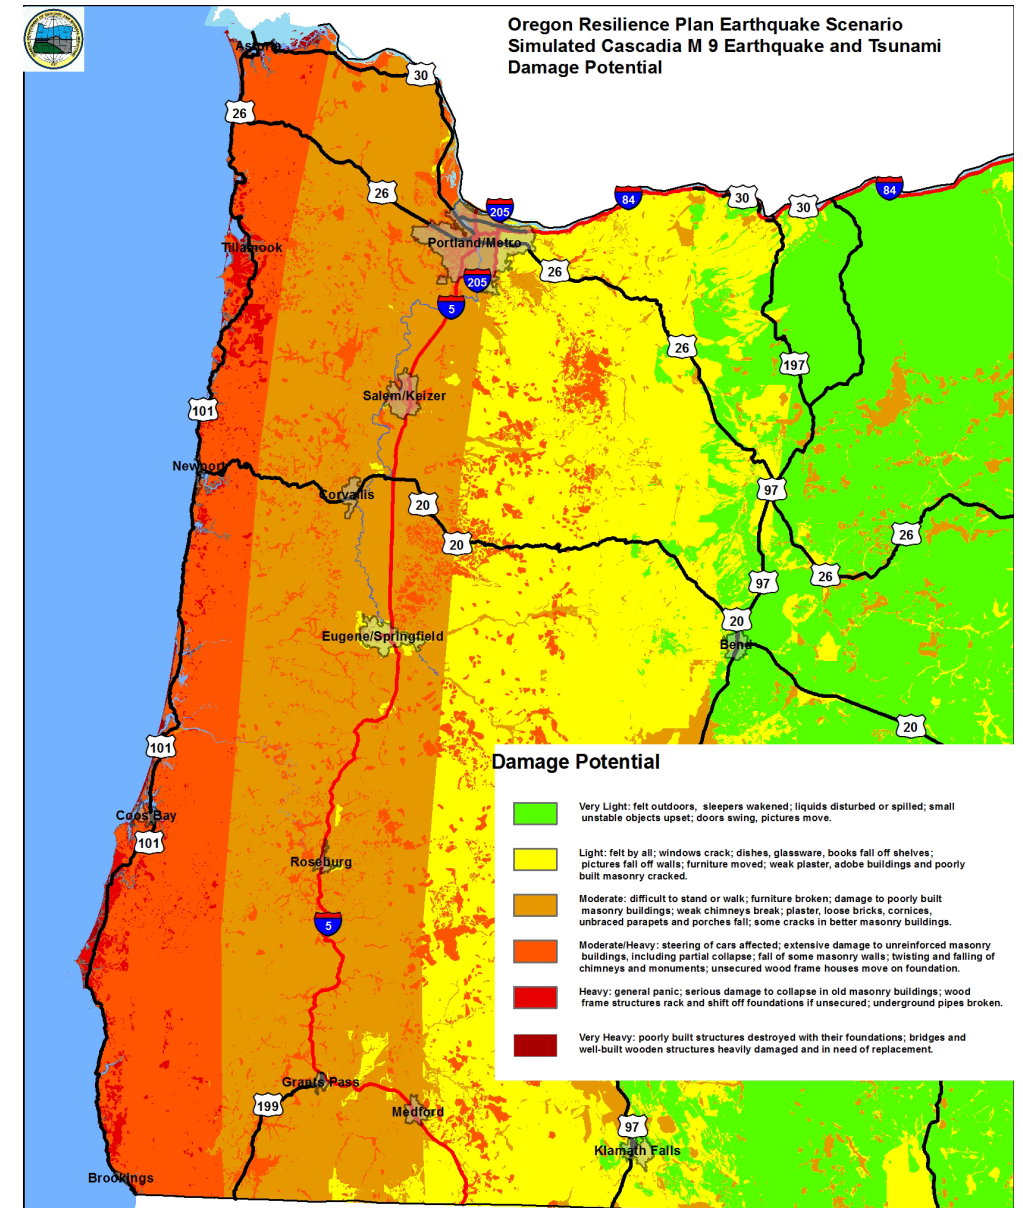 Oregon Resilience Plan Earthquake Scenario
Simulated Cascadia M 9 Earthquake and Tsunami
Damage Potential
Astoria
30
26
26
205
84
30
30
84
Portland/Metro
Tillamook
26
205
5
26
197
Salem/Keizer
101
Newport
Corvallis
97
20
26
20
26
97
20
Eugene/Springfield
Bend
20
101
Coos Bay
101
Roseburg
5
Grants Pass
199
Medford
97
Klamath Falls
Brookings
Damage Potential
Very Light: felt outdoors, sleepers wakened; liquids disturbed or spilled; small
unstable objects upset; doors swing, pictures move.
Light: felt by all; windows crack; dishes, glassware, books fall off shelves;
pictures fall off walls; furniture moved; weak plaster, adobe buildings and poorly
built masonry cracked.
Moderate: difficult to stand or walk; furniture broken; damage to poorly built
masonry buildings; weak chimneys break; plaster, loose bricks, cornices,
unbraced parapets and porches fall; some cracks in better masonry buildings.
Moderate/Heavy: steering of cars affected; extensive damage to unreinforced masonry
buildings, including partial collapse; fall of some masonry walls; twisting and falling of
chimneys and monuments; unsecured wood frame houses move on foundation.
Heavy: general panic; serious damage to collapse in old masonry buildings; wood
frame structures rack and shift off foundations if unsecured; underground pipes broken.
Very Heavy: poorly built structures destroyed with their foundations; bridges and
well-built wooden structures heavily damaged and in need of replacement.